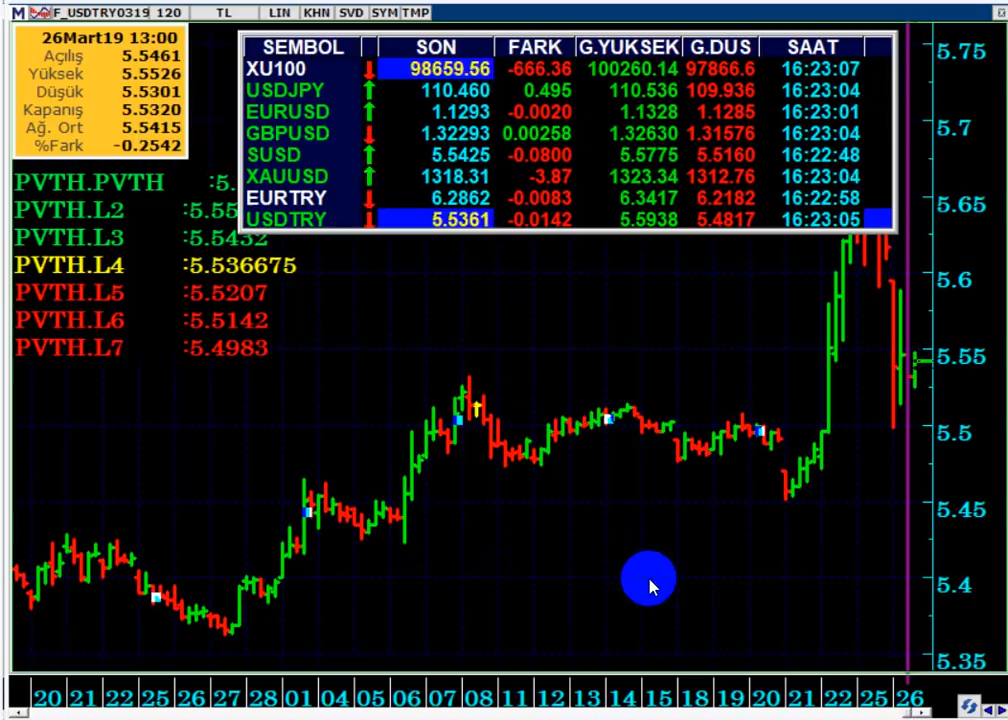 M F_USDTRY0319 120 TL LIN KHN SVD SYM TMP
26Mart19 13:00
Açılış 5.5461
Yüksek 5.5526
Düşük 5.5301
Kapanış 5.5320
Ağ. Ort 5.5415
%Fark -0.2542
SEMBOL SON FARK G.YUKSEK G.DUS SAAT
XU100 98659.56 -666.36 100260.14 97866.6 16:23:07
USDJPY 110.460 0.495 110.536 109.936 16:23:04
EURUSD 1.1293 -0.0020 1.1328 1.1285 16:23:01
GBPUSD 1.32293 0.00258 1.32630 1.31576 16:23:04
SUSD 5.5425 -0.0800 5.5775 5.5160 16:22:48
XAUUSD 1318.31 -3.87 1323.34 1312.76 16:23:04
EURTRY 6.2862 -0.0083 6.3417 6.2182 16:22:58
USDTRY 5.5361 -0.0142 5.5938 5.4817 16:23:05
PVTH.PVTH :5.
PVTH.L2 :5.55
PVTH.L3 :5.5432
PVTH.L4 :5.536675
PVTH.L5 :5.5207
PVTH.L6 :5.5142
PVTH.L7 :5.4983
5.75
5.7
5.65
5.6
5.55
5.5
5.45
5.4
5.35
20 21 22 25 26 27 28 01 04 05 06 07 08 11 12 13 14 15 18 19 20 21 22 25 26